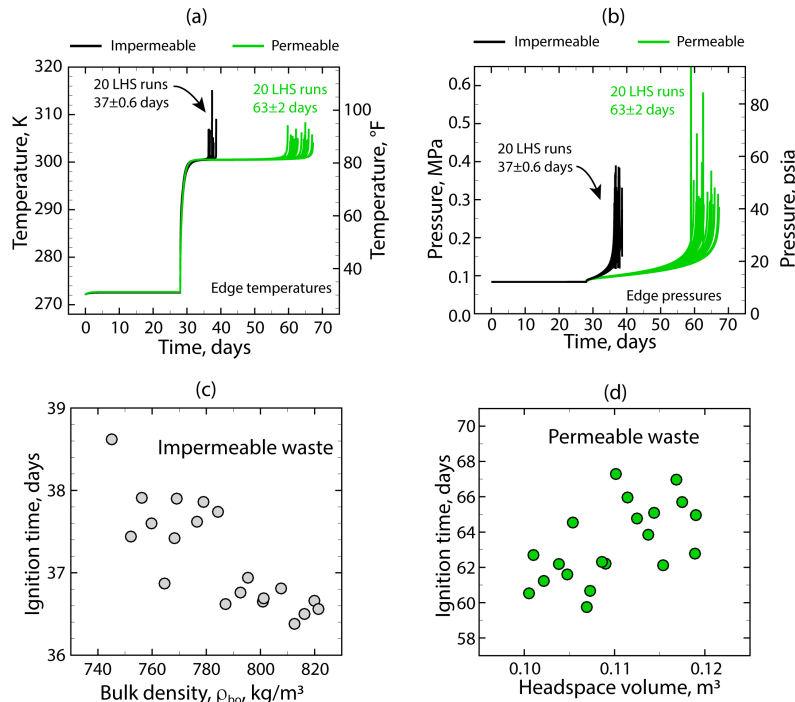 (a)
Impermeable
Permeable
320
310
300
290
280
270
Temperature, K
20 LHS runs
37±0.6 days
20 LHS runs
63±2 days
Edge temperatures
100
80
60
40
Temperature, °F
0 10 20 30 40 50 60 70
Time, days
(b)
Impermeable
Permeable
0.6
0.5
0.4
0.3
0.2
0.1
0.0
Pressure, MPa
20 LHS runs
63±2 days
20 LHS runs
37±0.6 days
Edge pressures
80
60
40
20
0
Pressure, psia
0 10 20 30 40 50 60 70
Time, days
(c)
39
38
37
36
Ignition time, days
Impermeable waste
740 760 780 800 820
Bulk density, ρbo, kg/m³
(d)
70
68
66
64
62
60
58
Ignition time, days
Permeable waste
0.10 0.11 0.12
Headspace volume, m³